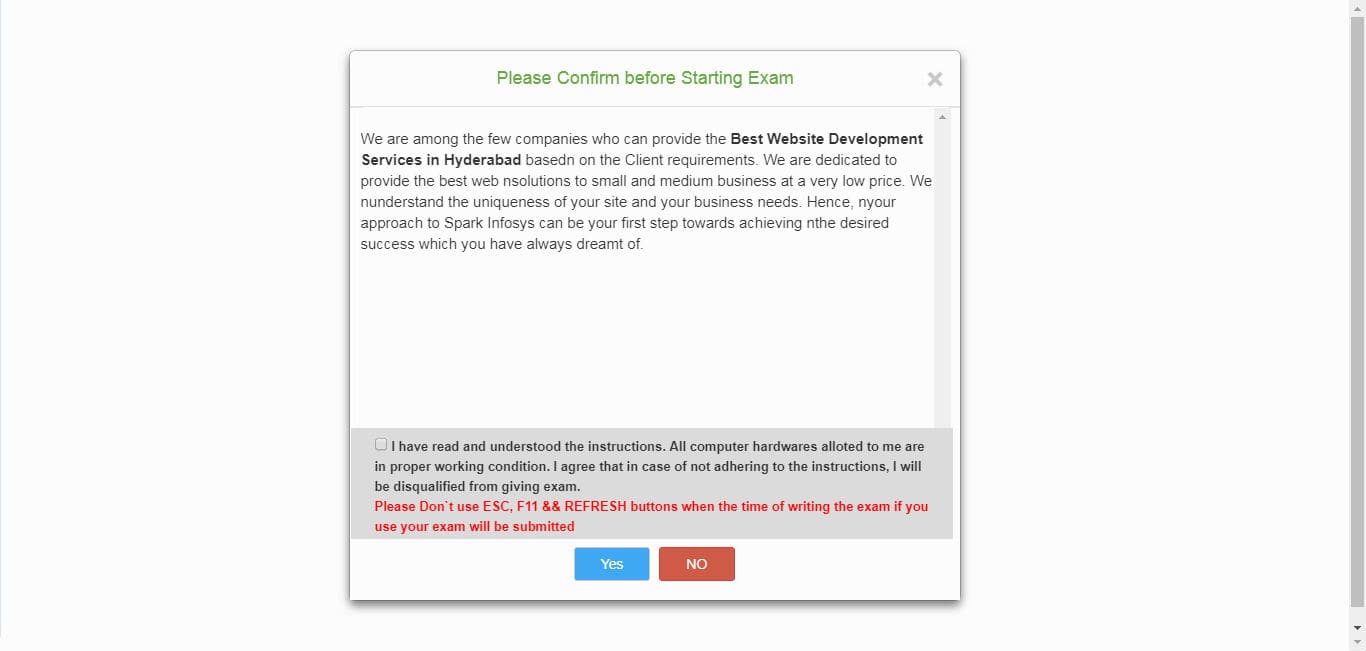 Please Confirm before Starting Exam
We are among the few companies who can provide the Best Website Development
Services in Hyderabad basedn on the Client requirements. We are dedicated to
provide the best web nsolutions to small and medium business at a very low price. We
nunderstand the uniqueness of your site and your business needs. Hence, nyour
approach to Spark Infosys can be your first step towards achieving nthe desired
success which you have always dreamt of.
I have read and understood the instructions. All computer hardwares alloted to me are
in proper working condition. I agree that in case of not adhering to the instructions, I will
be disqualified from giving exam.
Please Don`t use ESC, F11 && REFRESH buttons when the time of writing the exam if you
use your exam will be submitted
Yes
NO